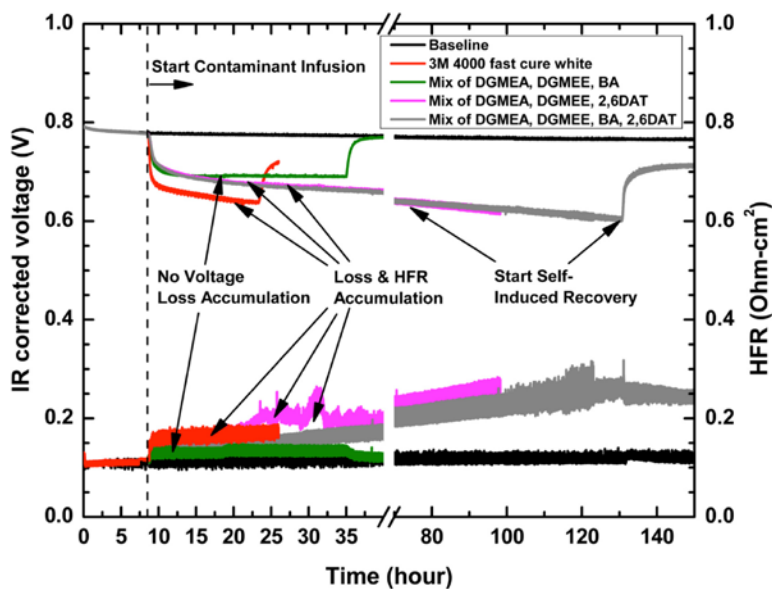 Baseline
3M 4000 fast cure white
Mix of DGMEA, DGMEE, BA
Mix of DGMEA, DGMEE, 2,6DAT
Mix of DGMEA, DGMEE, BA, 2,6DAT
Start Contaminant Infusion
No Voltage
Loss Accumulation
Loss & HFR
Accumulation
Start Self-
Induced Recovery
IR corrected voltage (V)
1.0
0.8
0.6
0.4
0.2
0.0
HFR (Ohm-cm²)
1.0
0.8
0.6
0.4
0.2
0.0
0 5 10 15 20 25 30 35 80 100 120 140
Time (hour)